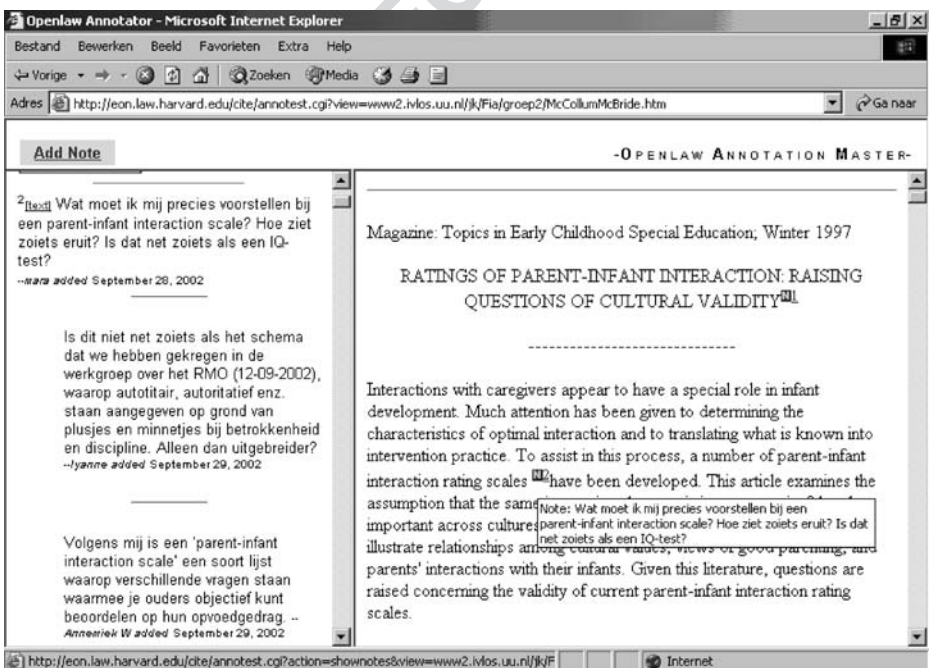 Openlaw Annotator - Microsoft Internet Explorer
Bestand Bewerken Beeld Favorieten Extra Help
Vorige Zoeken Media
Adres http://eon.law.harvard.edu/cite/annotest.cgi?view=www2.ivlos.uu.nl/jk/Fia/groep2/McCollumMcBride.htm Ga naar
Add Note
-OPENLAW ANNOTATION MASTER-
2[text] Wat moet ik mij precies voorstellen bij
een parent-infant interaction scale? Hoe ziet
zoiets eruit? Is dat net zoiets als een IQ-
test?
--mara added September 28, 2002
Is dit niet net zoiets als het schema
dat we hebben gekregen in de
werkgroep over het RMO (12-09-2002),
waarop autotitair, autoritatief enz.
staan aangegeven op grond van
plusjes en minnetjes bij betrokkenheid
en discipline. Alleen dan uitgebreider?
--lyanne added September 29, 2002
Volgens mij is een 'parent-infant
interaction scale' een soort lijst
waarop verschillende vragen staan
waarmee je ouders objectief kunt
beoordelen op hun opvoedgedrag. --
Annemiek W added September 29, 2002
Magazine: Topics in Early Childhood Special Education; Winter 1997
RATINGS OF PARENT-INFANT INTERACTION: RAISING
QUESTIONS OF CULTURAL VALIDITY N1
Interactions with caregivers appear to have a special role in infant
development. Much attention has been given to determining the
characteristics of optimal interaction and to translating what is known into
intervention practice. To assist in this process, a number of parent-infant
interaction rating scales N2 have been developed. This article examines the
assumption that the same
important across cultures
Note: Wat moet ik mij precies voorstellen bij een
parent-infant interaction scale? Hoe ziet zoiets eruit? Is dat
net zoiets als een IQ-test?
illustrate relationships among cultural values, views of good parenting, and
parents' interactions with their infants. Given this literature, questions are
raised concerning the validity of current parent-infant interaction rating
scales.
http://eon.law.harvard.edu/cite/annotest.cgi?action=shownotes&view=www2.ivlos.uu.nl/jk/F Internet